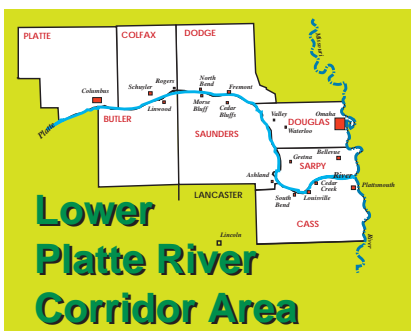 PLATTE
COLFAX
DODGE
Missouri
Columbus
Schuyler
Rogers
North
Bend
Fremont
Linwood
Morse
Bluff
Cedar
Bluffs
Platte
BUTLER
SAUNDERS
Valley
Omaha
DOUGLAS
Waterloo
Gretna
Bellevue
SARPY
Ashland
River
Cedar
Creek
Plattsmouth
South
Bend
Louisville
LANCASTER
CASS
Lincoln
River
Lower
Platte River
Corridor Area